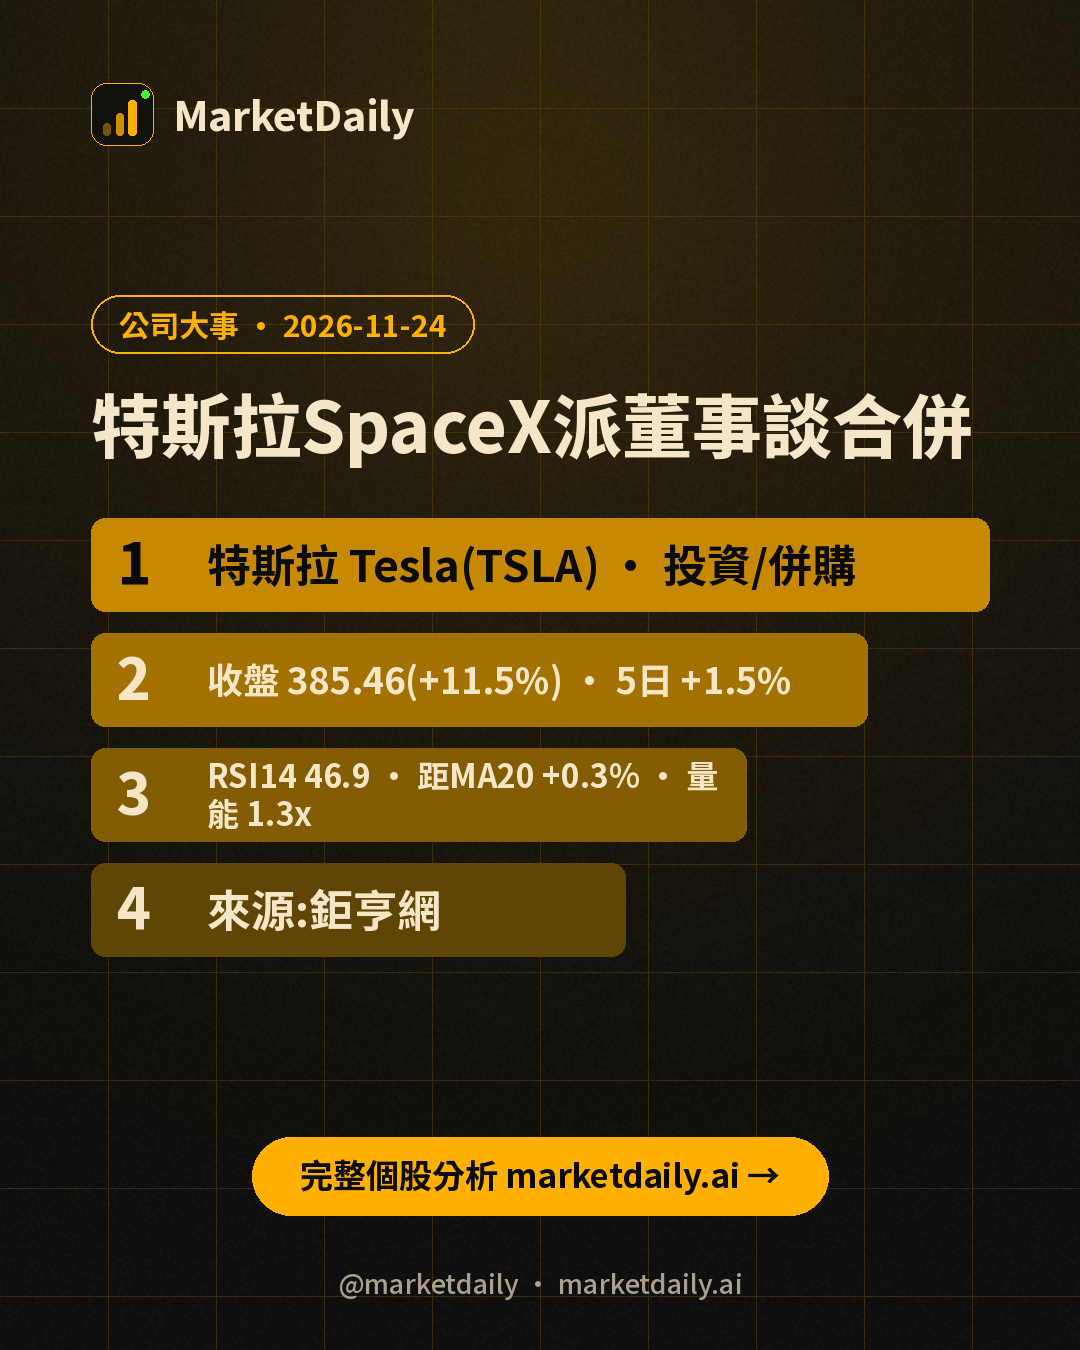 MarketDaily
公司大事 • 2026-11-24
特斯拉SpaceX派董事談合併
1 特斯拉 Tesla(TSLA) • 投資/併購
2 收盤 385.46(+11.5%) • 5日 +1.5%
3 RSI14 46.9 • 距MA20 +0.3% • 量
能 1.3x
4 來源:鉅亨網
完整個股分析 marketdaily.ai →
@marketdaily • marketdaily.ai